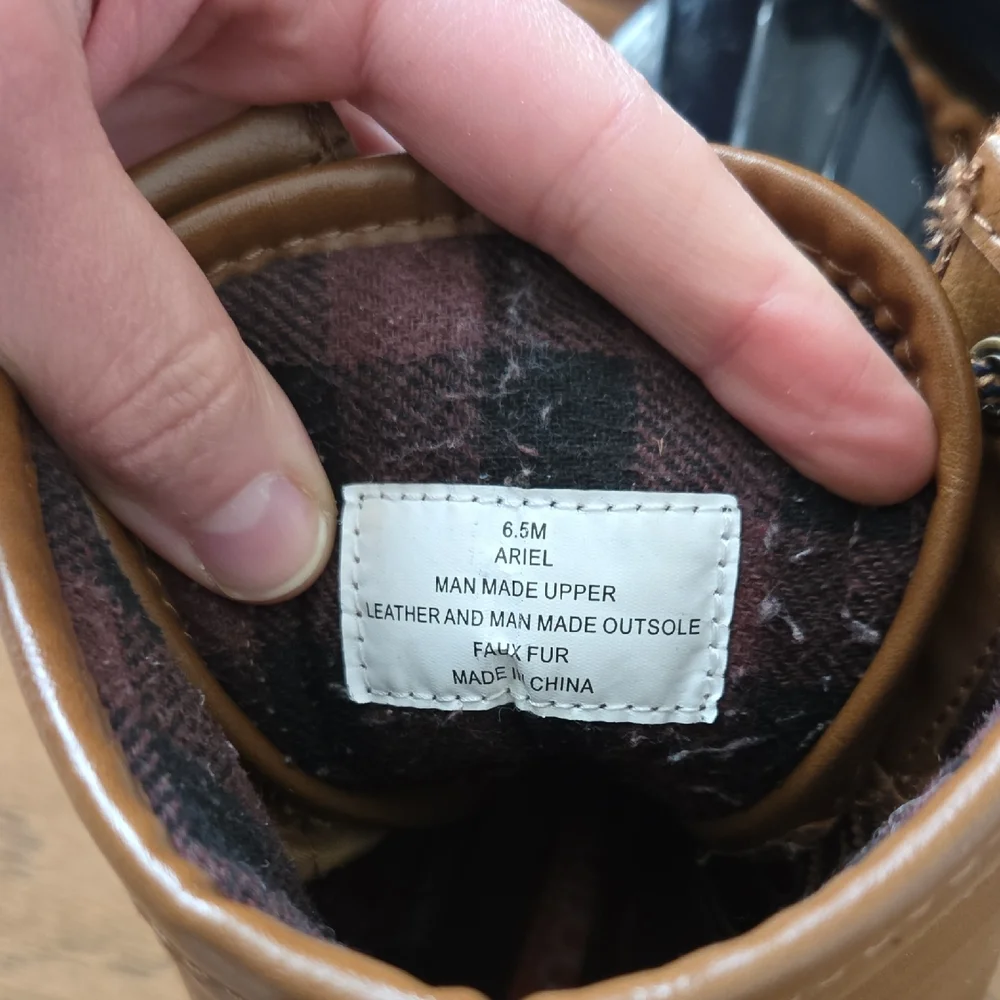 6.5M
ARIEL
MAN MADE UPPER
LEATHER AND MAN MADE OUTSOLE
FAUX FUR
MADE IN CHINA